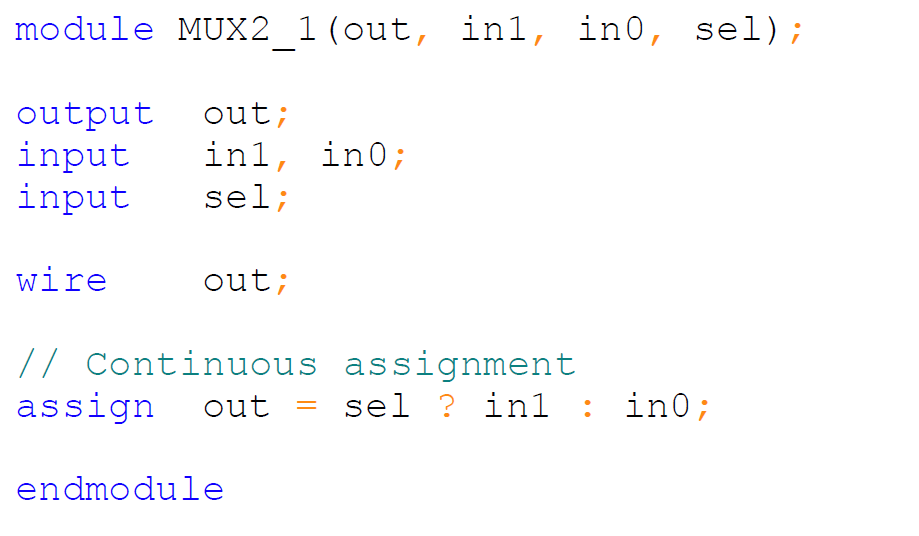 module MUX2_1(out, in1, in0, sel);
output out;
input in1, in0;
input sel;
wire out;
// Continuous assignment
assign out = sel ? in1 : in0;
endmodule